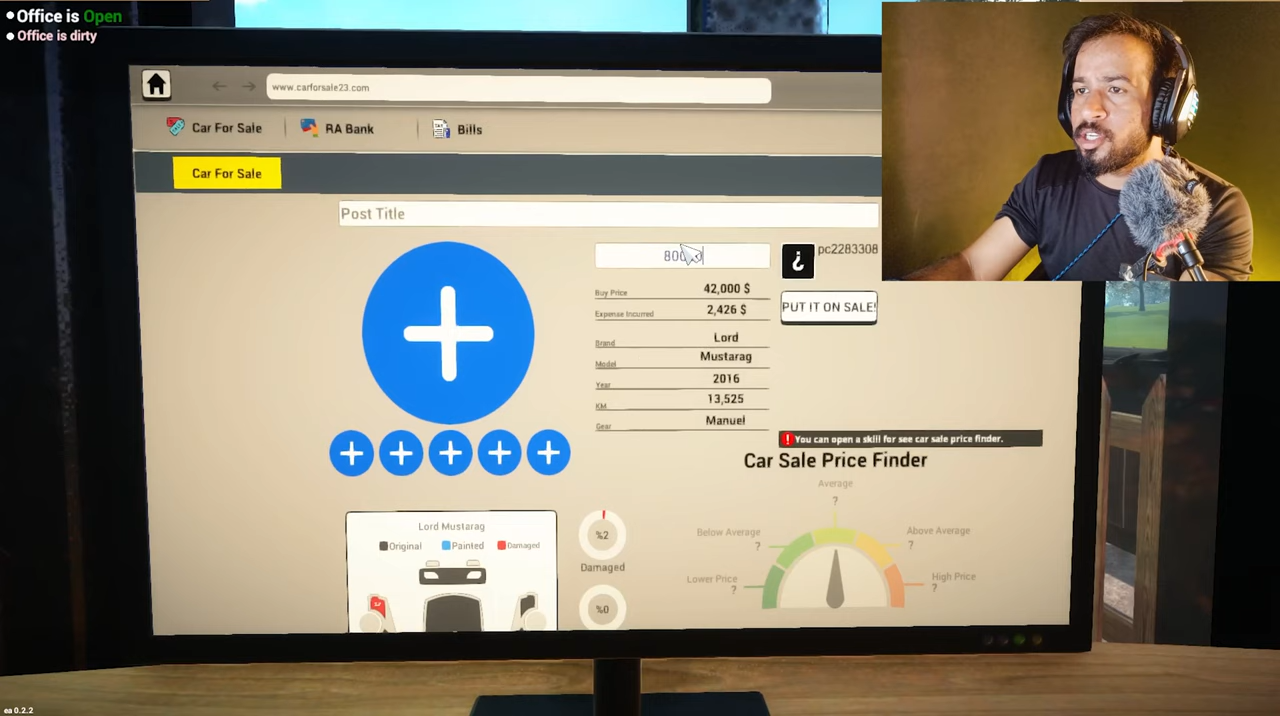 Office is Open
Office is dirty
www.carforsale23.com
Car For Sale
RA Bank
Bills
Car For Sale
Post Title
pc2283308
Buy Price 42,000 $
PUT IT ON SALE!
Expense Incurred 2,426 $
Brand Lord
Model Mustarag
Year 2016
KM 13,525
Gear Manuel
You can open a skill for see car sale price finder.
Car Sale Price Finder
Average
?
Below Average
?
Above Average
?
Lower Price
?
High Price
?
Lord Mustarag
Original Painted Damaged
%2
Damaged
%0
ea 0.2.2